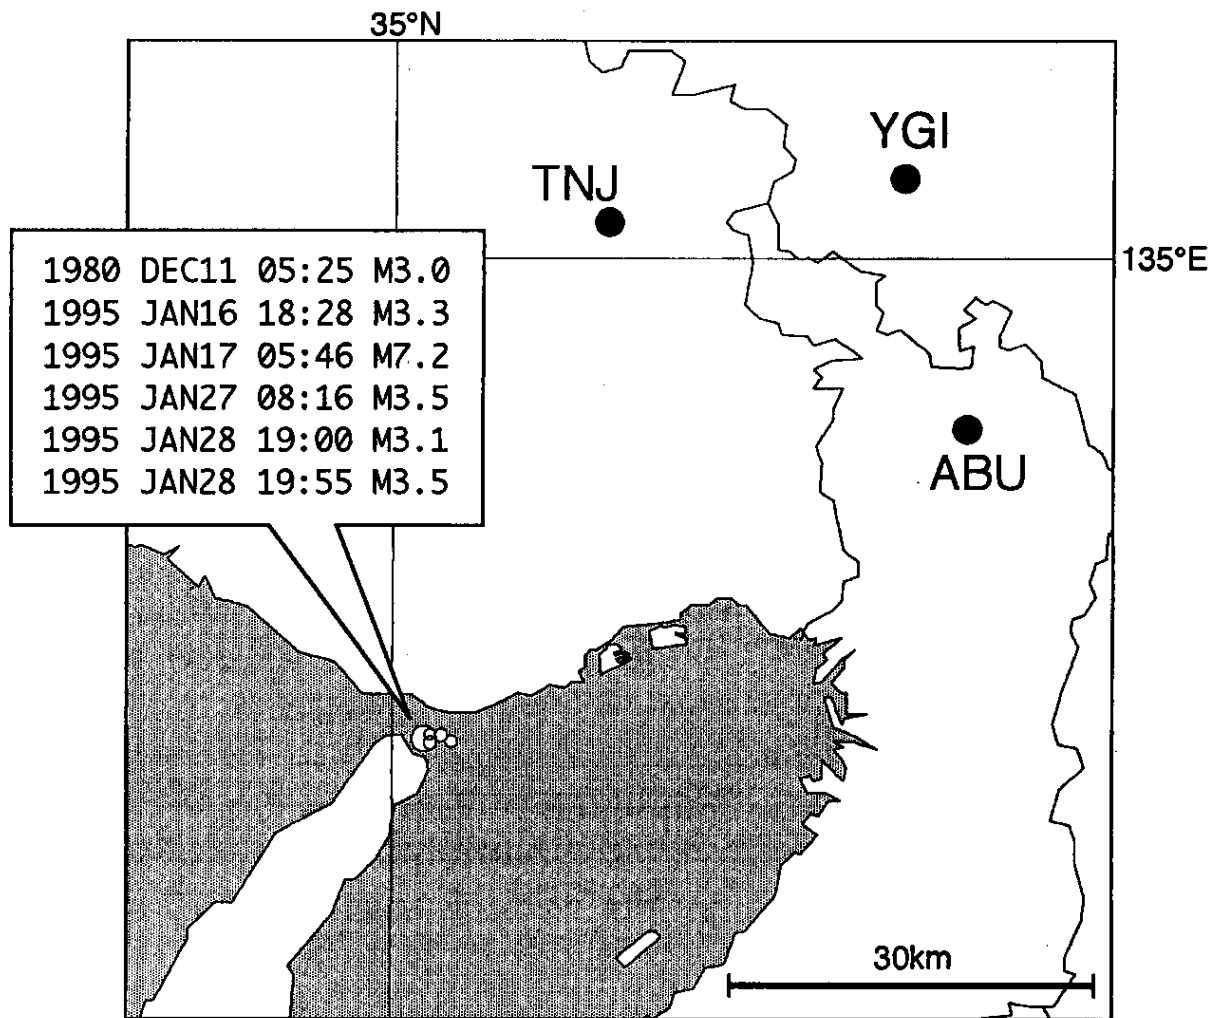 35°N
YGI
TNJ
135°E
1980 DEC11 05:25 M3.0
1995 JAN16 18:28 M3.3
1995 JAN17 05:46 M7.2
1995 JAN27 08:16 M3.5
1995 JAN28 19:00 M3.1
1995 JAN28 19:55 M3.5
ABU
30km